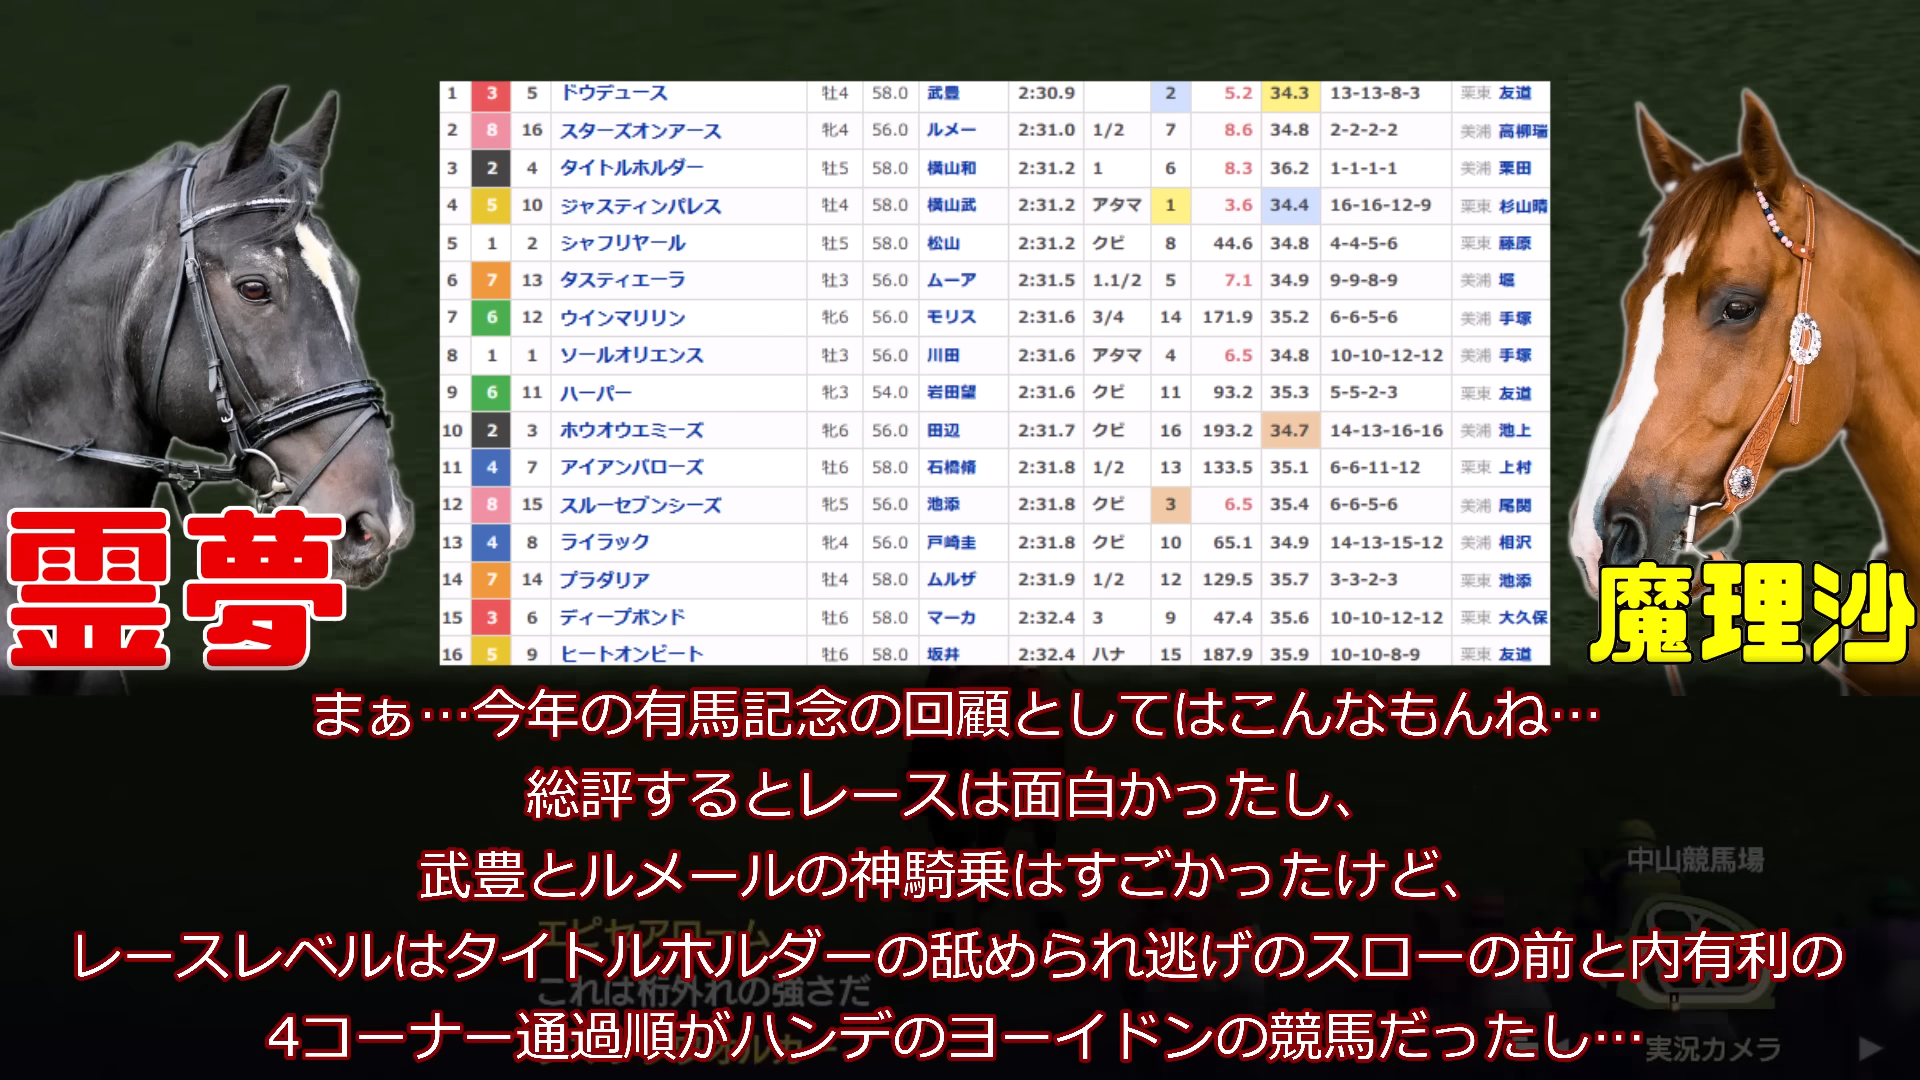 1 3 5 ドウデュース 牡4 58.0 武豊 2:30.9 2 5.2 34.3 13-13-8-3 栗東 友道
2 8 16 スターズオンアース 牝4 56.0 ルメー 2:31.0 1/2 7 8.6 34.8 2-2-2-2 美浦 高柳瑞
3 2 4 タイトルホルダー 牡5 58.0 横山和 2:31.2 1 6 8.3 36.2 1-1-1-1 美浦 栗田
4 5 10 ジャスティンパレス 牡4 58.0 横山武 2:31.2 アタマ 1 3.6 34.4 16-16-12-9 栗東 杉山晴
5 1 2 シャフリヤール 牡5 58.0 松山 2:31.2 クビ 8 44.6 34.8 4-4-5-6 栗東 藤原
6 7 13 タスティエーラ 牡3 56.0 ムーア 2:31.5 1.1/2 5 7.1 34.9 9-9-8-9 美浦 堀
7 6 12 ウインマリリン 牝6 56.0 モリス 2:31.6 3/4 14 171.9 35.2 6-6-5-6 美浦 手塚
8 1 1 ソールオリエンス 牡3 56.0 川田 2:31.6 アタマ 4 6.5 34.8 10-10-12-12 美浦 手塚
9 6 11 ハーパー 牝3 54.0 岩田望 2:31.6 クビ 11 93.2 35.3 5-5-2-3 栗東 友道
10 2 3 ホウオウエミーズ 牝6 56.0 田辺 2:31.7 クビ 16 193.2 34.7 14-13-16-16 美浦 池上
11 4 7 アイアンバローズ 牡6 58.0 石橋脩 2:31.8 1/2 13 133.5 35.1 6-6-11-12 栗東 上村
12 8 15 スルーセブンシーズ 牝5 56.0 池添 2:31.8 クビ 3 6.5 35.4 6-6-5-6 美浦 尾関
13 4 8 ライラック 牝4 56.0 戸崎圭 2:31.8 クビ 10 65.1 34.9 14-13-15-12 美浦 相沢
14 7 14 プラダリア 牡4 58.0 ムルザ 2:31.9 1/2 12 129.5 35.7 3-3-2-3 栗東 池添
15 3 6 ディープボンド 牡6 58.0 マーカ 2:32.4 3 9 47.4 35.6 10-10-12-12 栗東 大久保
16 5 9 ヒートオンビート 牡6 58.0 坂井 2:32.4 ハナ 15 187.9 35.9 10-10-8-9 栗東 友道
霊夢
魔理沙
まぁ…今年の有馬記念の回顧としてはこんなもんね…
総評するとレースは面白かったし、
武豊とルメールの神騎乗はすごかったけど、
レースレベルはタイトルホルダーの舐められ逃げのスローの前と内有利の
4コーナー通過順がハンデのヨーイドンの競馬だったし…
中山競馬場
エピセアローム
これは桁外れの強さだ
実況カメラ